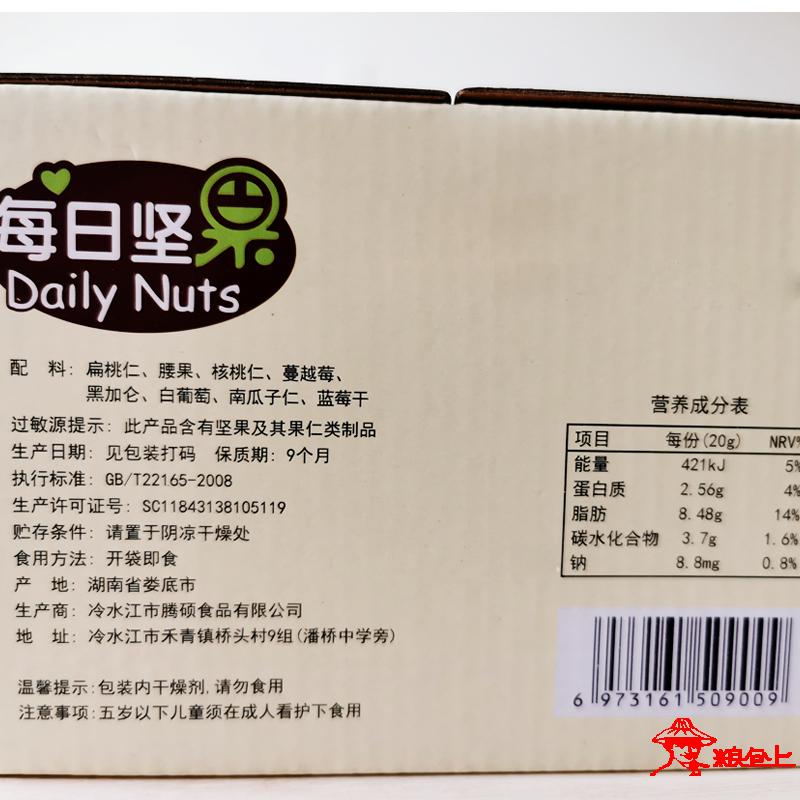 每日坚果
Daily Nuts
配 料: 扁桃仁、腰果、核桃仁、蔓越莓、
黑加仑、白葡萄、南瓜子仁、蓝莓干
过敏源提示: 此产品含有坚果及其果仁类制品
生产日期: 见包装打码 保质期: 9个月
执行标准: GB/T22165-2008
生产许可证号: SC11843138105119
贮存条件: 请置于阴凉干燥处
食用方法: 开袋即食
产 地: 湖南省娄底市
生产商: 冷水江市腾硕食品有限公司
地 址: 冷水江市禾青镇桥头村9组(潘桥中学旁)
温馨提示:包装内干燥剂,请勿食用
注意事项:五岁以下儿童须在成人看护下食用
营养成分表
项目 每份(20g) NRV%
能量 421kJ 5%
蛋白质 2.56g 4%
脂肪 8.48g 14%
碳水化合物 3.7g 1.6%
钠 8.8mg 0.8%
6 973161 509009